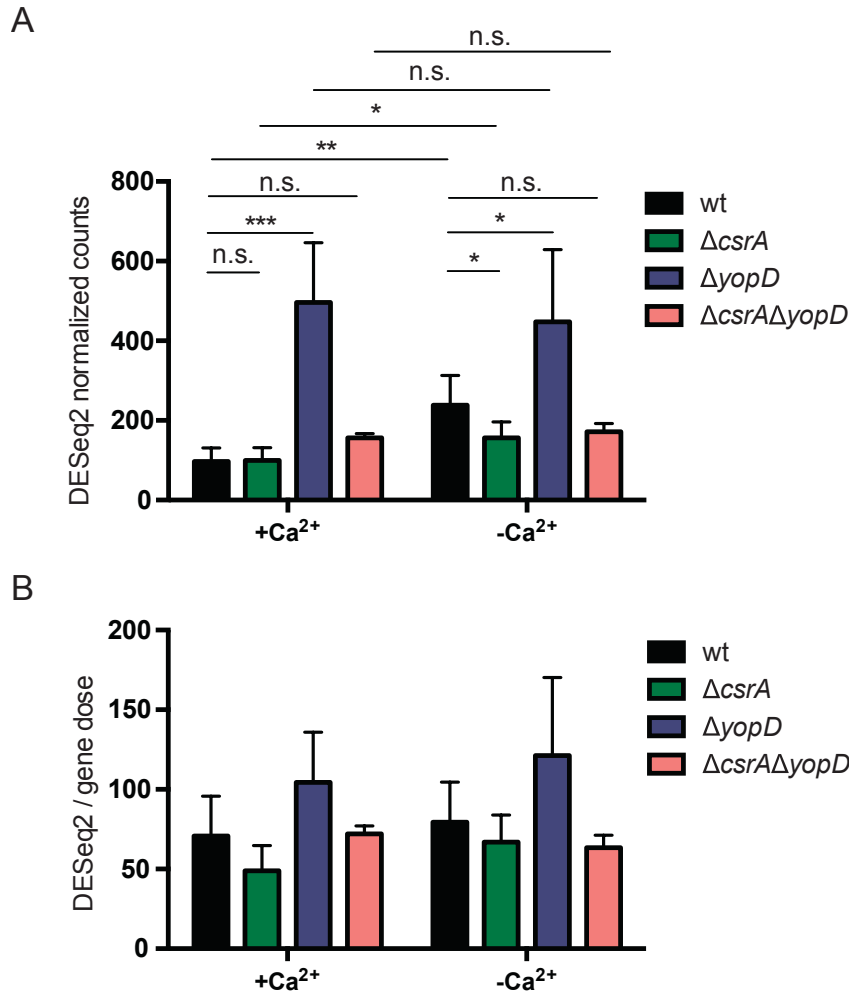 A
n.s.
n.s.
*
**
n.s.
n.s.
***
*
n.s.
*
DESeq2 normalized counts
800
600
400
200
0
+Ca²⁺
-Ca²⁺
wt
ΔcsrA
ΔyopD
ΔcsrAΔyopD
B
DESeq2 / gene dose
200
150
100
50
0
+Ca²⁺
-Ca²⁺
wt
ΔcsrA
ΔyopD
ΔcsrAΔyopD